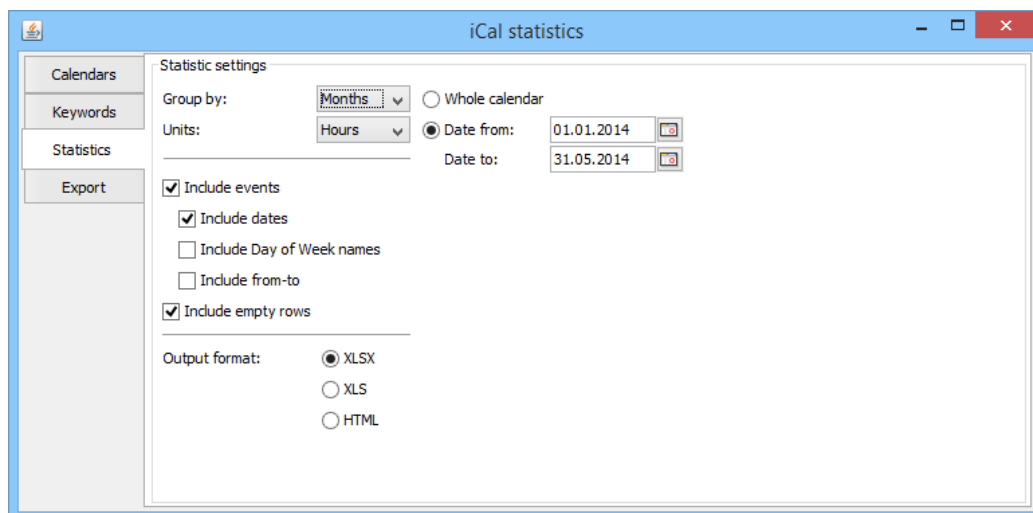 iCal statistics
Calendars
Keywords
Statistics
Export
Statistic settings
Group by: Months Whole calendar
Units: Hours Date from: 01.01.2014
Date to: 31.05.2014
Include events
Include dates
Include Day of Week names
Include from-to
Include empty rows
Output format: XLSX
XLS
HTML